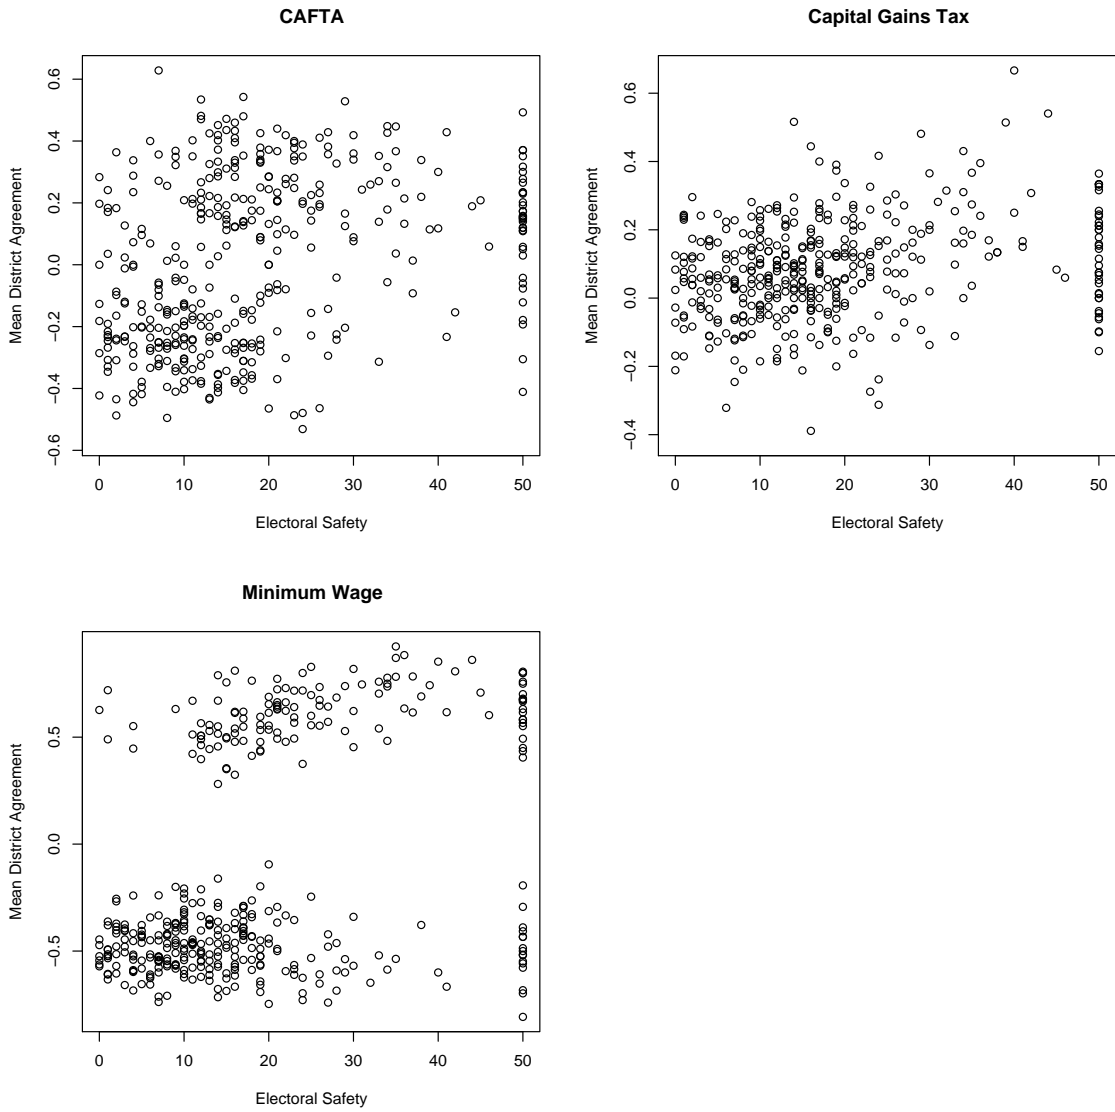 CAFTA
Mean District Agreement
0.6
0.4
0.2
0.0
−0.2
−0.4
−0.6
0 10 20 30 40 50
Electoral Safety
Capital Gains Tax
Mean District Agreement
0.6
0.4
0.2
0.0
−0.2
−0.4
0 10 20 30 40 50
Electoral Safety
Minimum Wage
Mean District Agreement
0.5
0.0
−0.5
0 10 20 30 40 50
Electoral Safety